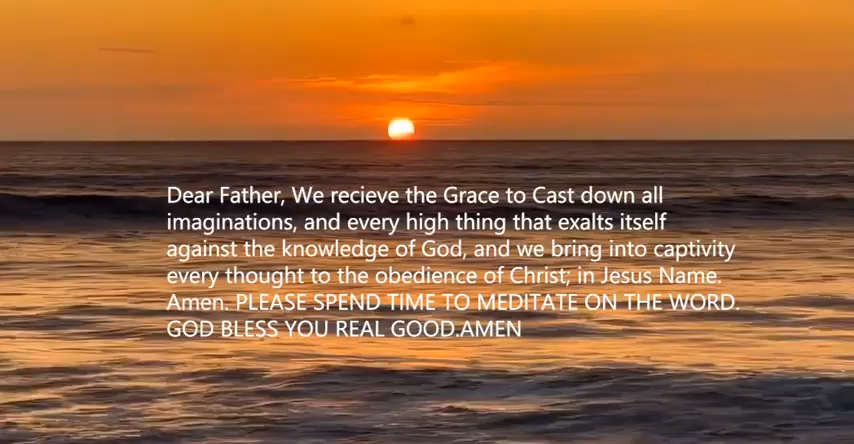 Dear Father, We recieve the Grace to Cast down all
imaginations, and every high thing that exalts itself
against the knowledge of God, and we bring into captivity
every thought to the obedience of Christ; in Jesus Name.
Amen. PLEASE SPEND TIME TO MEDITATE ON THE WORD.
GOD BLESS YOU REAL GOOD.AMEN